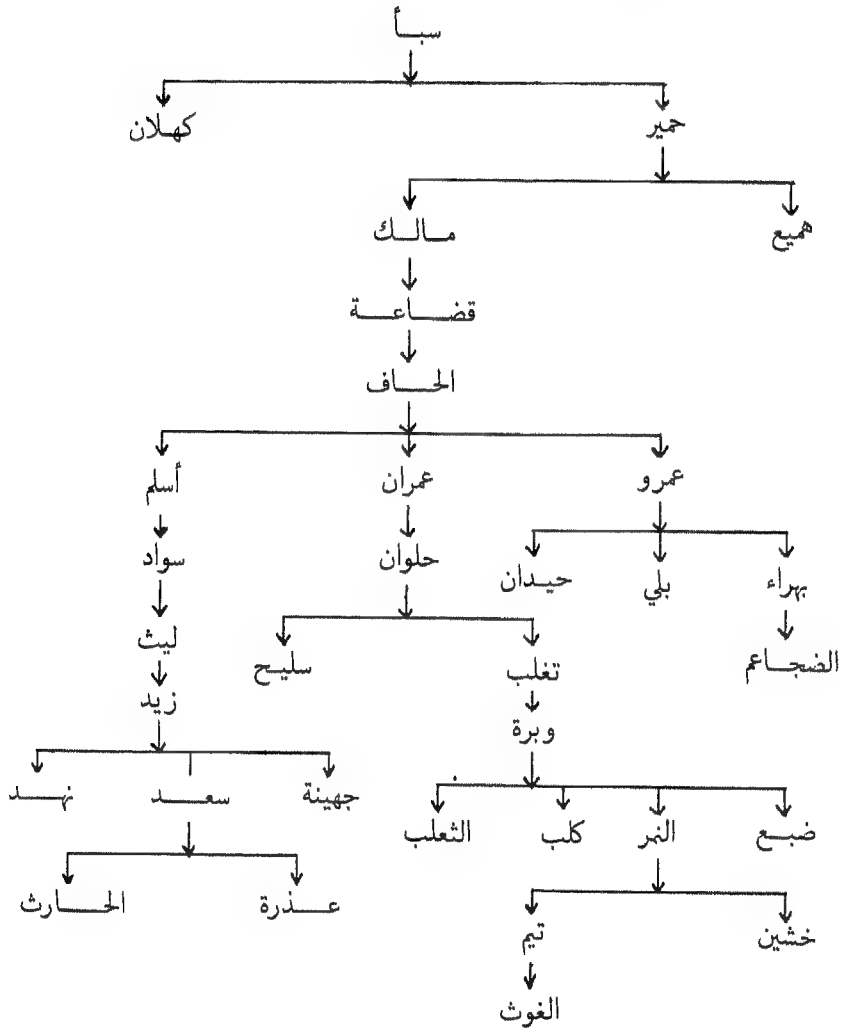 سبأ
حمير كهلان
هميع مالك
قضاعة
الحاف
عمرو عمران أسلم
بهراء بلي حيدان حلوان سواد
الضجاعم تغلب سليح ليث
وبرة زيد
جهينة سعد نهد
ضبع النمر كلب الثعلب
عذرة الحارث
خشين تيم
الغوث